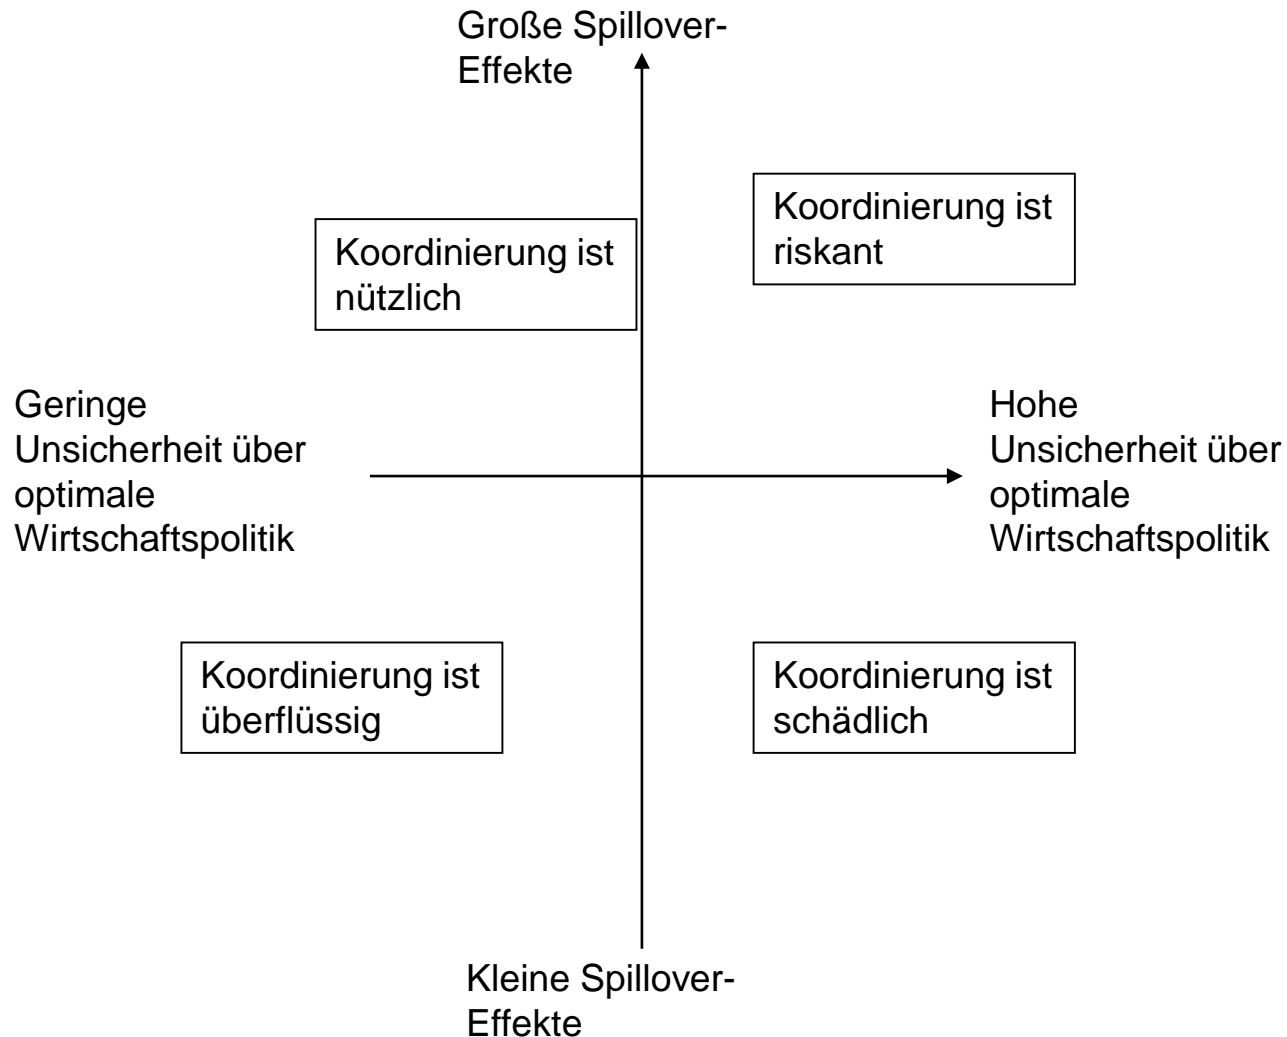 Große Spillover-
Effekte
Koordinierung ist
riskant
Koordinierung ist
nützlich
Geringe
Unsicherheit über
optimale
Wirtschaftspolitik
Hohe
Unsicherheit über
optimale
Wirtschaftspolitik
Koordinierung ist
überflüssig
Koordinierung ist
schädlich
Kleine Spillover-
Effekte